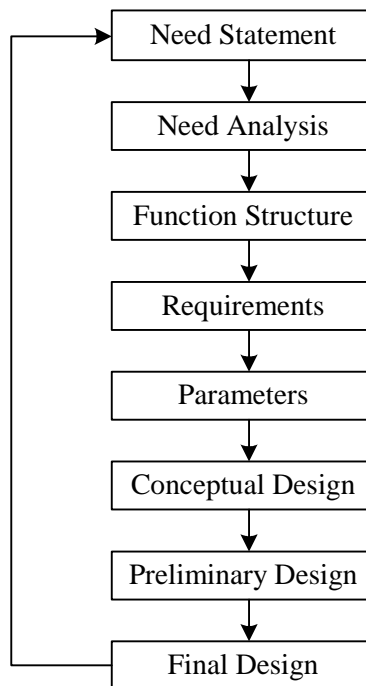 Need Statement
Need Analysis
Function Structure
Requirements
Parameters
Conceptual Design
Preliminary Design
Final Design